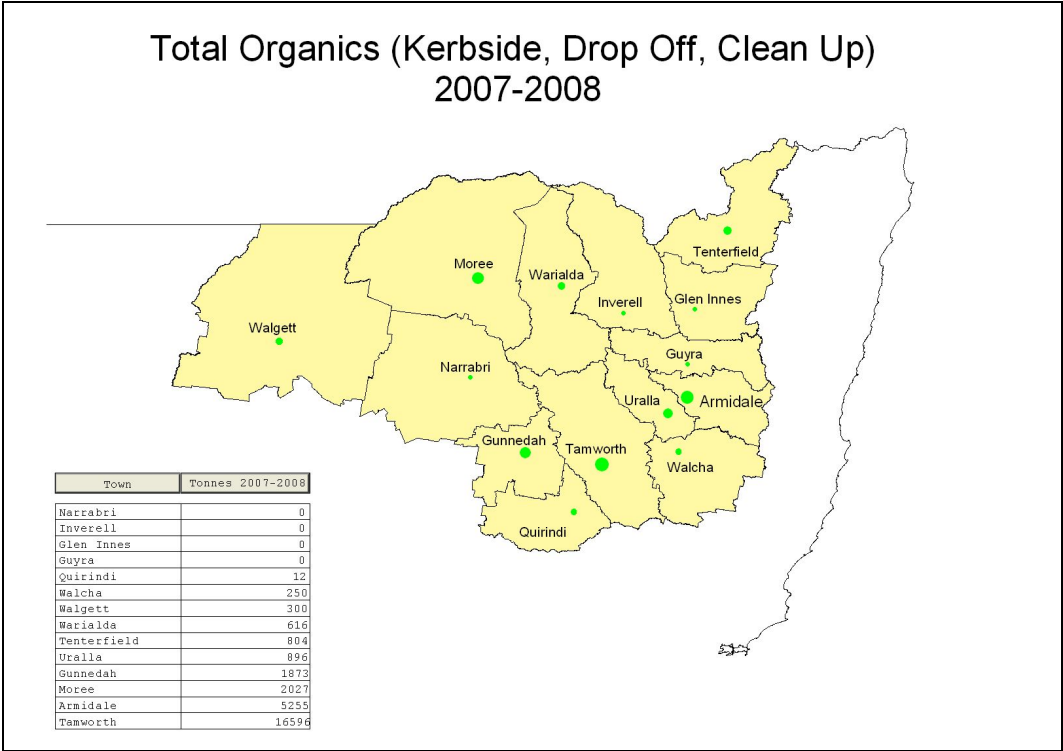 Total Organics (Kerbside, Drop Off, Clean Up)
2007-2008
Tenterfield
Moree
Warialda
Inverell
Glen Innes
Walgett
Guyra
Narrabri
Uralla
Armidale
Gunnedah
Tamworth
Walcha
Quirindi
Town Tonnes 2007-2008
Narrabri 0
Inverell 0
Glen Innes 0
Guyra 0
Quirindi 12
Walcha 250
Walgett 300
Warialda 616
Tenterfield 804
Uralla 896
Gunnedah 1873
Moree 2027
Armidale 5255
Tamworth 16596